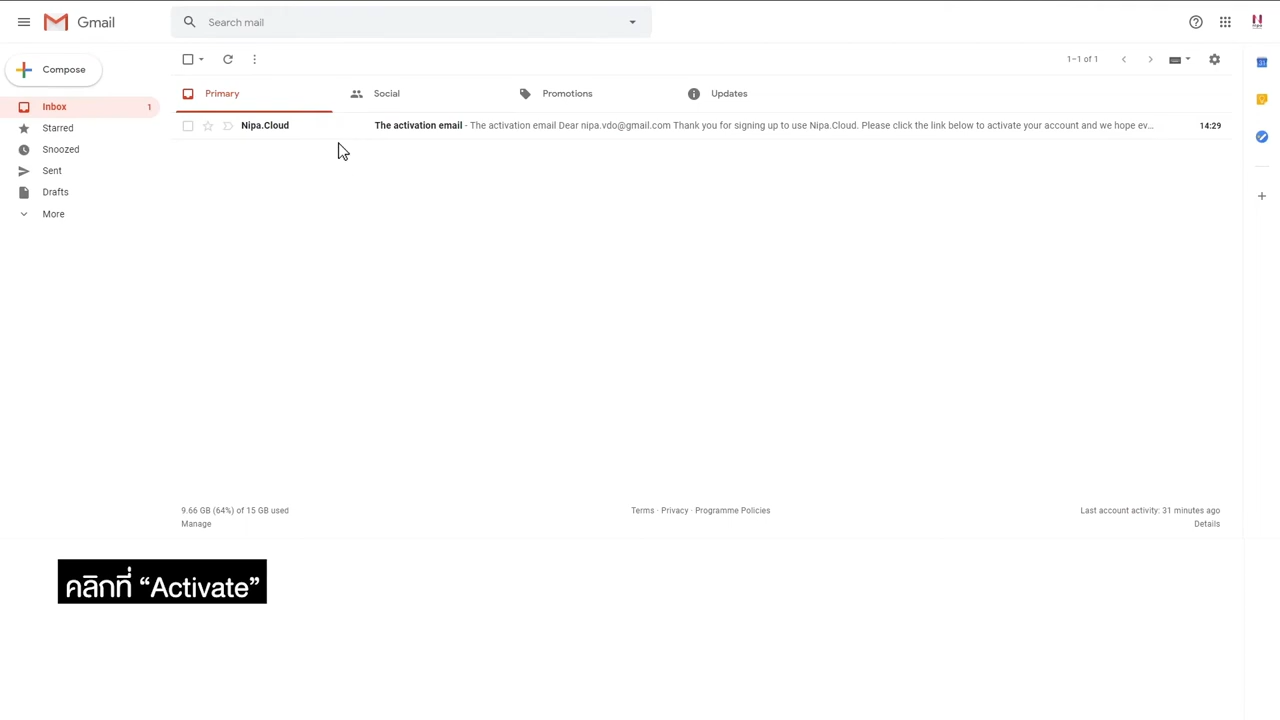 Gmail
Search mail
Compose
1–1 of 1
Primary
Social
Promotions
Updates
Inbox 1
Nipa.Cloud The activation email - The activation email Dear nipa.vdo@gmail.com Thank you for signing up to use Nipa.Cloud. Please click the link below to activate your account and we hope ev... 14:29
Starred
Snoozed
Sent
Drafts
More
9.66 GB (64%) of 15 GB used
Manage
Terms · Privacy · Programme Policies
Last account activity: 31 minutes ago
Details
คลิกที่ “Activate”